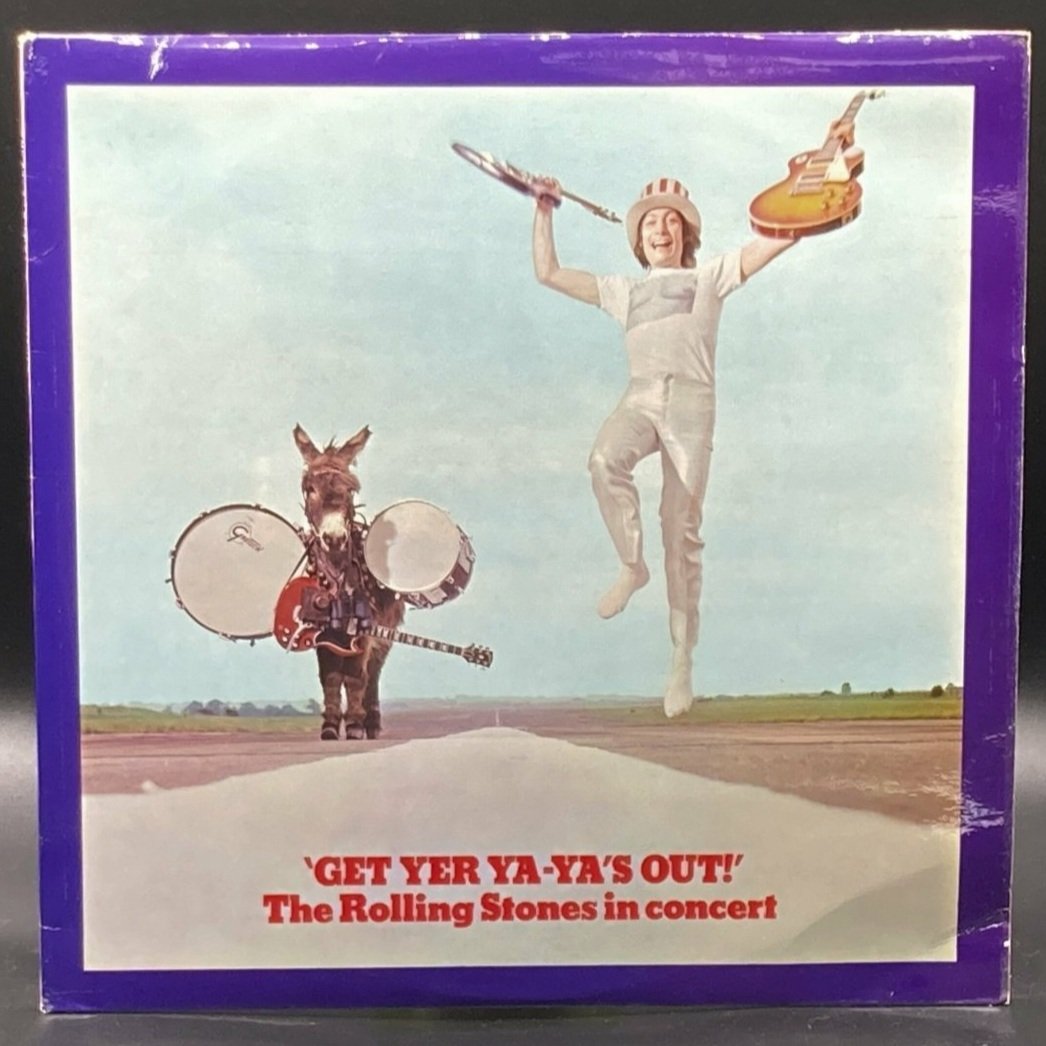 ‘GET YER YA-YA’S OUT!’
The Rolling Stones in concert